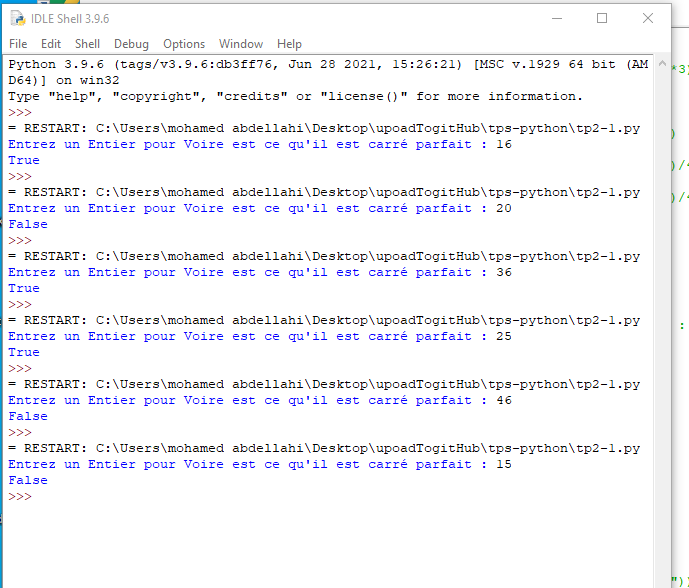 IDLE Shell 3.9.6
File Edit Shell Debug Options Window Help
Python 3.9.6 (tags/v3.9.6:db3ff76, Jun 28 2021, 15:26:21) [MSC v.1929 64 bit (AM
D64)] on win32
Type "help", "copyright", "credits" or "license()" for more information.
>>>
= RESTART: C:\Users\mohamed abdellahi\Desktop\upoadTogitHub\tps-python\tp2-1.py
Entrez un Entier pour Voire est ce qu'il est carré parfait : 16
True
>>>
= RESTART: C:\Users\mohamed abdellahi\Desktop\upoadTogitHub\tps-python\tp2-1.py
Entrez un Entier pour Voire est ce qu'il est carré parfait : 20
False
>>>
= RESTART: C:\Users\mohamed abdellahi\Desktop\upoadTogitHub\tps-python\tp2-1.py
Entrez un Entier pour Voire est ce qu'il est carré parfait : 36
True
>>>
= RESTART: C:\Users\mohamed abdellahi\Desktop\upoadTogitHub\tps-python\tp2-1.py
Entrez un Entier pour Voire est ce qu'il est carré parfait : 25
True
>>>
= RESTART: C:\Users\mohamed abdellahi\Desktop\upoadTogitHub\tps-python\tp2-1.py
Entrez un Entier pour Voire est ce qu'il est carré parfait : 46
False
>>>
= RESTART: C:\Users\mohamed abdellahi\Desktop\upoadTogitHub\tps-python\tp2-1.py
Entrez un Entier pour Voire est ce qu'il est carré parfait : 15
False
>>>